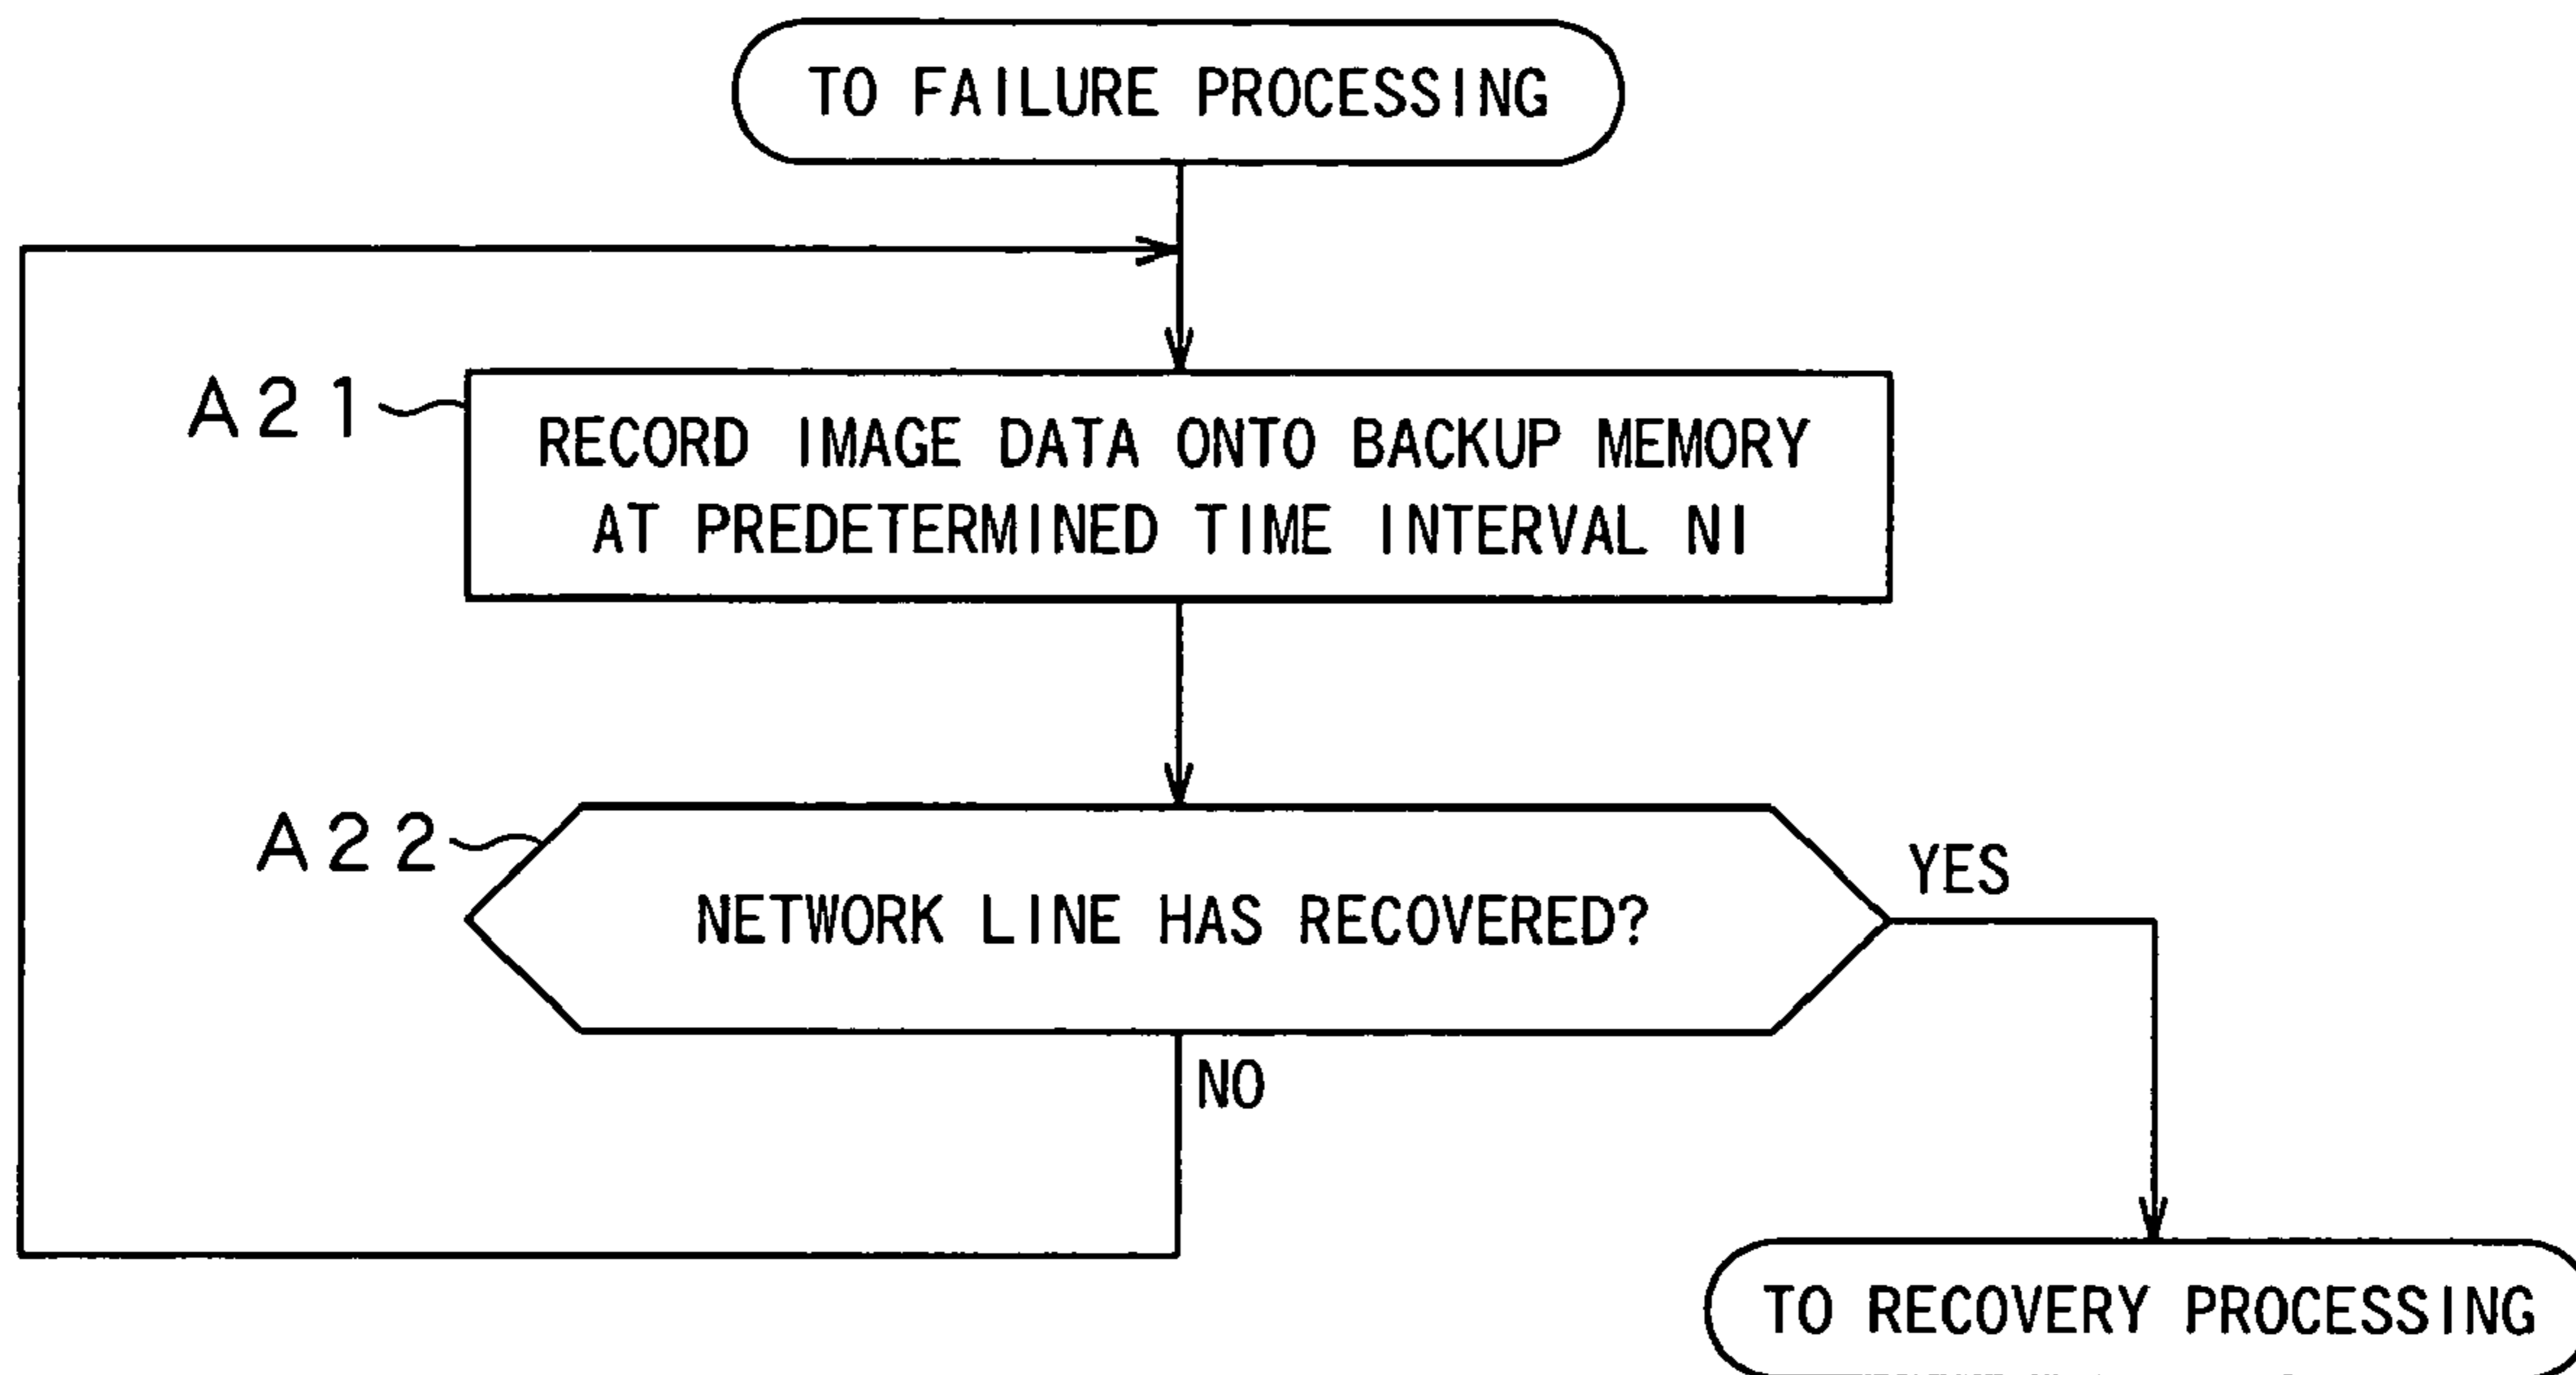 TO FAILURE PROCESSING
A21
RECORD IMAGE DATA ONTO BACKUP MEMORY
AT PREDETERMINED TIME INTERVAL NI
A22
NETWORK LINE HAS RECOVERED?
YES
NO
TO RECOVERY PROCESSING